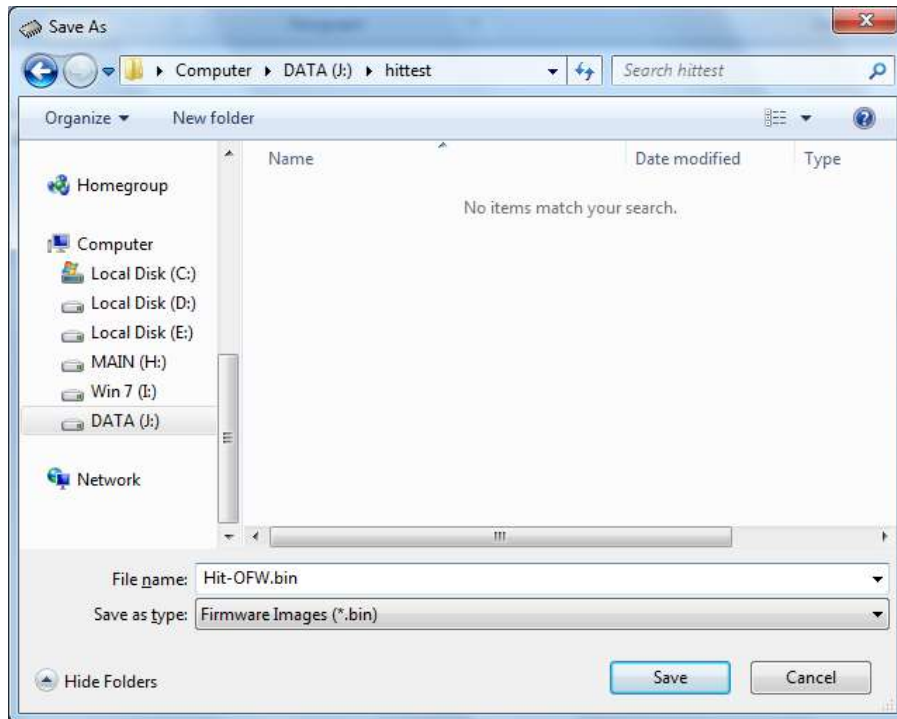 Save As
Computer ▸ DATA (J:) ▸ hittest
Search hittest
Organize
New folder
Name
Date modified
Type
No items match your search.
Homegroup
Computer
Local Disk (C:)
Local Disk (D:)
Local Disk (E:)
MAIN (H:)
Win 7 (I:)
DATA (J:)
Network
File name: Hit-OFW.bin
Save as type: Firmware Images (*.bin)
Hide Folders
Save
Cancel